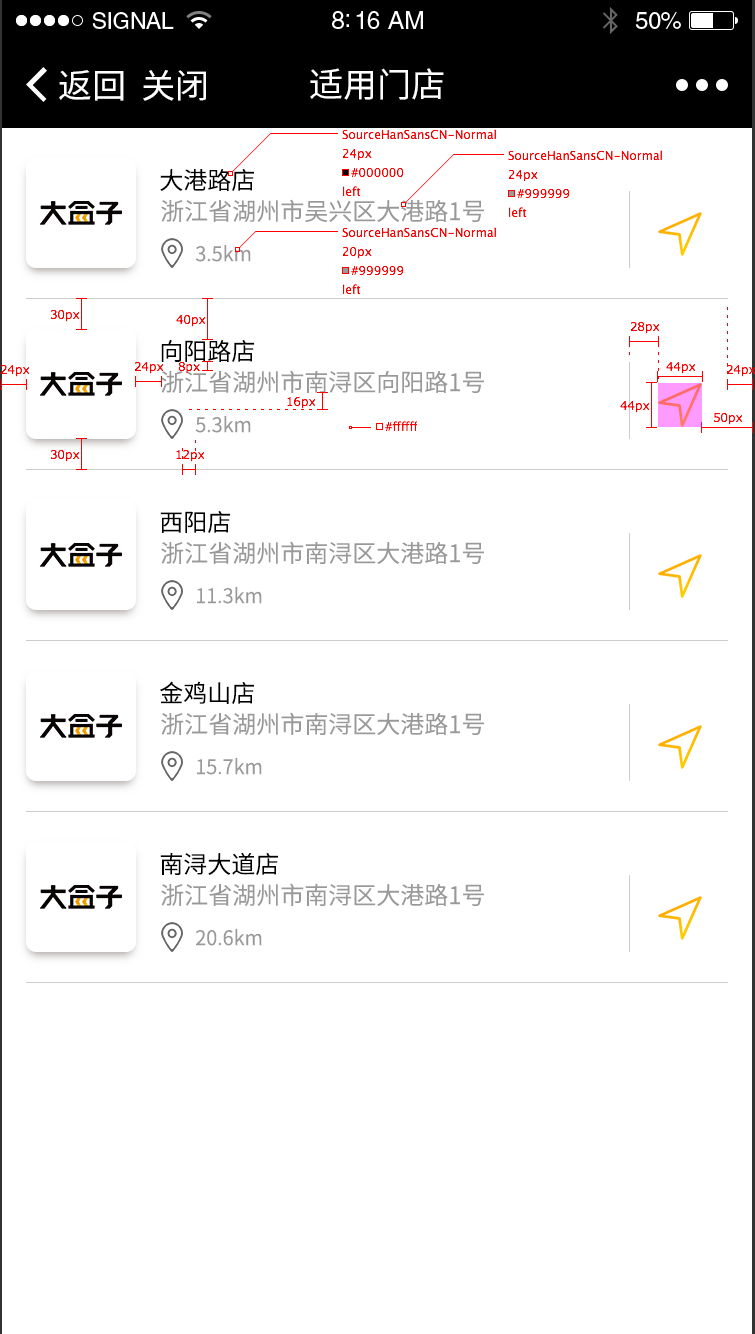 SIGNAL 8:16 AM 50%
返回 关闭 适用门店
SourceHanSansCN-Normal
24px
#000000
left
SourceHanSansCN-Normal
24px
#999999
left
大盒子
大港路店
浙江省湖州市吴兴区大港路1号
3.5km
SourceHanSansCN-Normal
20px
#999999
left
30px
40px
28px
24px
大盒子
24px
向阳路店
8px
浙江省湖州市南浔区向阳路1号
16px
5.3km
#ffffff
44px
44px
24px
50px
30px
12px
大盒子
西阳店
浙江省湖州市南浔区大港路1号
11.3km
大盒子
金鸡山店
浙江省湖州市南浔区大港路1号
15.7km
大盒子
南浔大道店
浙江省湖州市南浔区大港路1号
20.6km